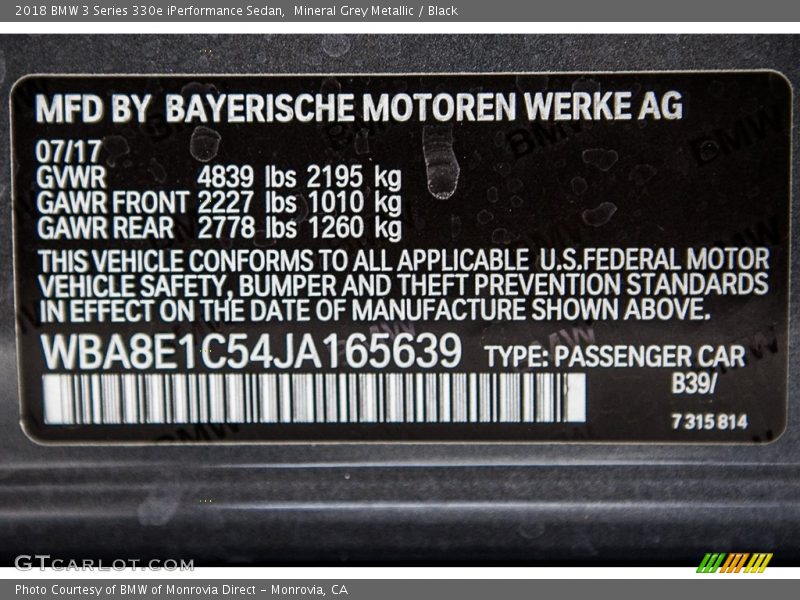 2018 BMW 3 Series 330e iPerformance Sedan, Mineral Grey Metallic / Black
MFD BY BAYERISCHE MOTOREN WERKE AG
07/17
GVWR 4839 lbs 2195 kg
GAWR FRONT 2227 lbs 1010 kg
GAWR REAR 2778 lbs 1260 kg
THIS VEHICLE CONFORMS TO ALL APPLICABLE U.S.FEDERAL MOTOR
VEHICLE SAFETY, BUMPER AND THEFT PREVENTION STANDARDS
IN EFFECT ON THE DATE OF MANUFACTURE SHOWN ABOVE.
WBA8E1C54JA165639 TYPE: PASSENGER CAR
B39/
7 315 814
GTCARLOT.COM
Photo Courtesy of BMW of Monrovia Direct - Monrovia, CA